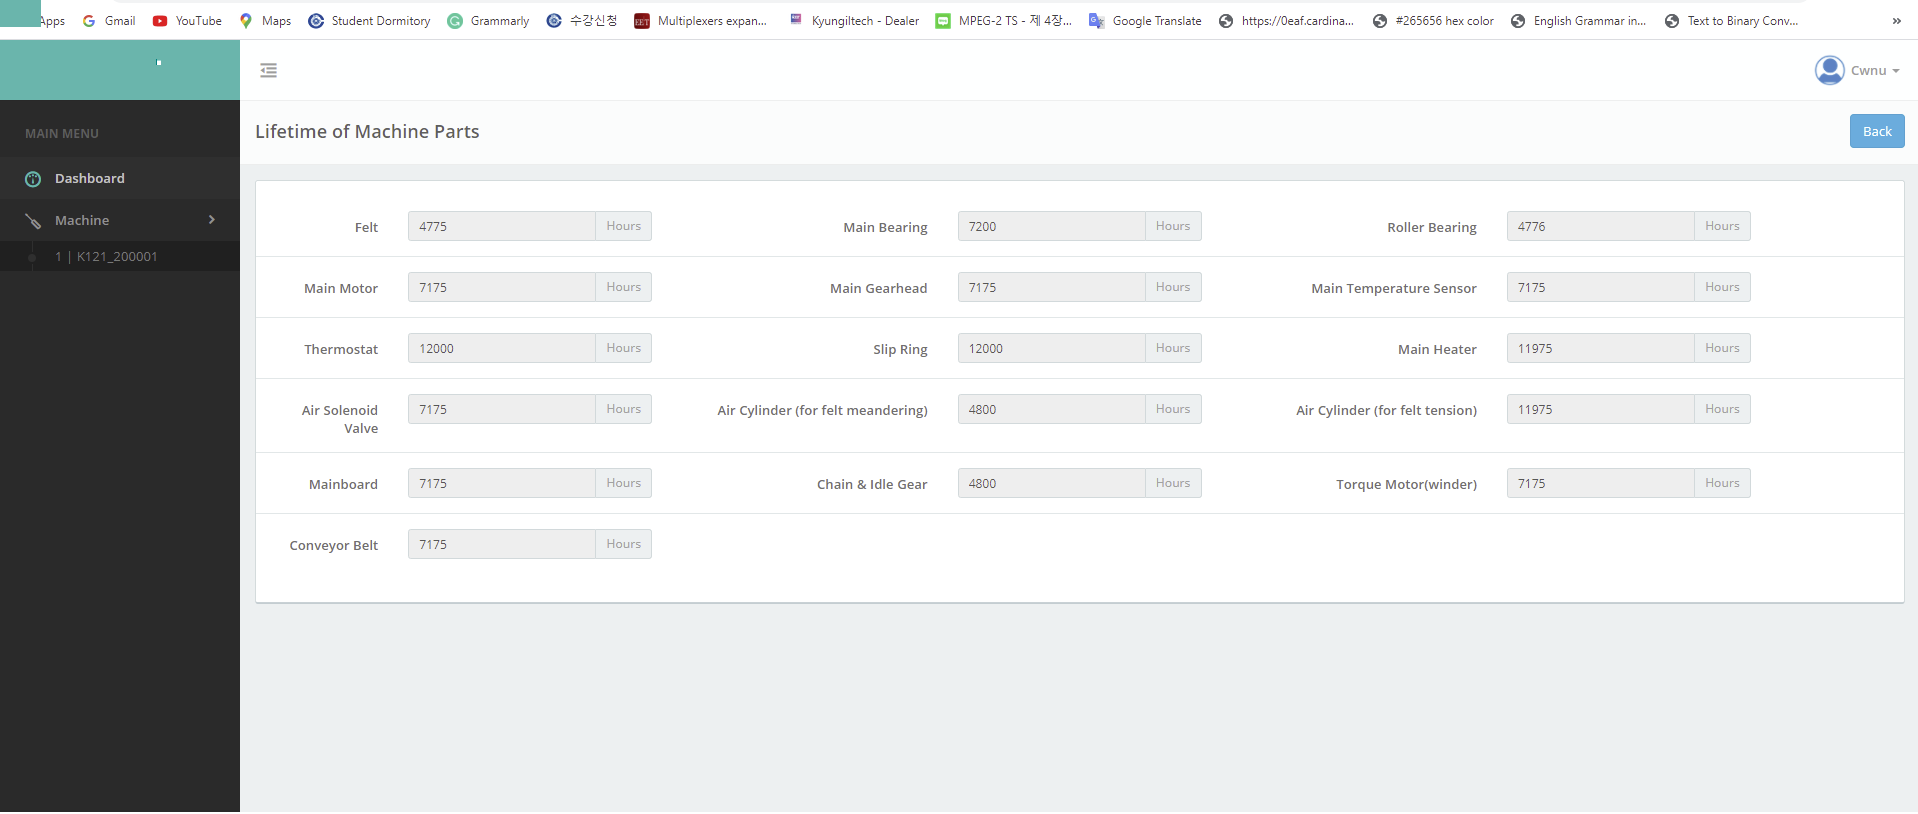 Apps Gmail YouTube Maps Student Dormitory Grammarly 수강신청 EET Multiplexers expan... Kyungiltech - Dealer MPEG-2 TS - 제 4장... Google Translate https://0eaf.cardina... #265656 hex color English Grammar in... Text to Binary Conv... »
Cwnu
MAIN MENU
Dashboard
Machine
1 | K121_200001
Lifetime of Machine Parts Back
Felt 4775 Hours Main Bearing 7200 Hours Roller Bearing 4776 Hours
Main Motor 7175 Hours Main Gearhead 7175 Hours Main Temperature Sensor 7175 Hours
Thermostat 12000 Hours Slip Ring 12000 Hours Main Heater 11975 Hours
Air Solenoid 7175 Hours Air Cylinder (for felt meandering) 4800 Hours Air Cylinder (for felt tension) 11975 Hours
Valve
Mainboard 7175 Hours Chain & Idle Gear 4800 Hours Torque Motor(winder) 7175 Hours
Conveyor Belt 7175 Hours